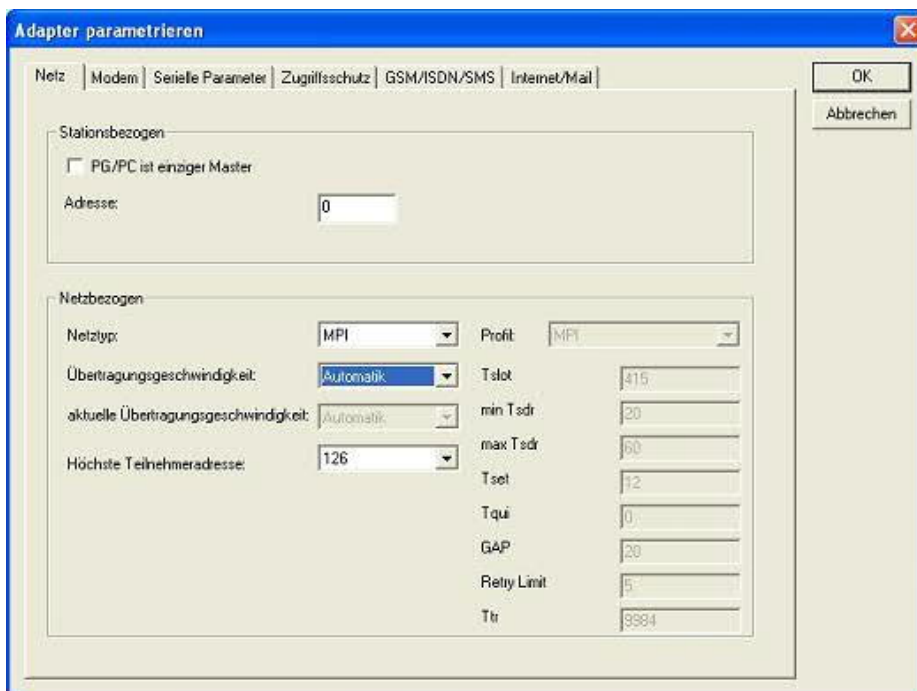 Adapter parametrieren
Netz Modem Serielle Parameter Zugriffsschutz GSM/ISDN/SMS Internet/Mail
OK
Abbrechen
Stationsbezogen
PG/PC ist einziger Master
Adresse: 0
Netzbezogen
Netztyp: MPI
Übertragungsgeschwindigkeit: Automatik
aktuelle Übertragungsgeschwindigkeit: Automatik
Höchste Teilnehmeradresse: 126
Profil: MPI
Tslot 415
min Tsdr 20
max Tsdr 60
Tset 12
Tqui 0
GAP 20
Retry Limit 5
Ttr 9984